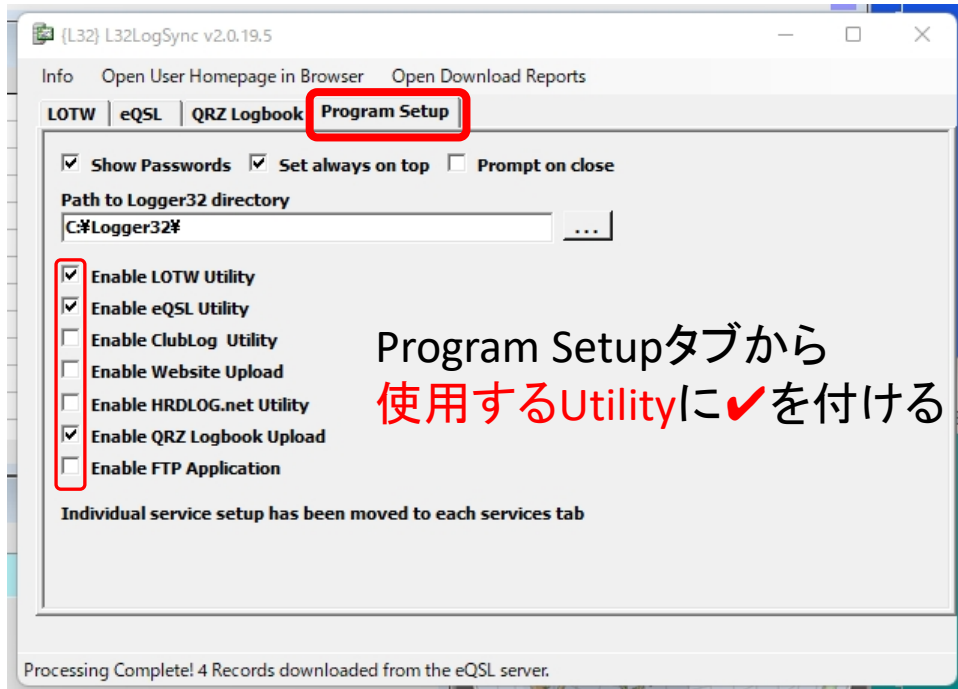 {L32} L32LogSync v2.0.19.5
Info Open User Homepage in Browser Open Download Reports
LOTW eQSL QRZ Logbook Program Setup
Show Passwords Set always on top Prompt on close
Path to Logger32 directory
C:¥Logger32¥ ...
Enable LOTW Utility
Enable eQSL Utility
Enable ClubLog Utility
Enable Website Upload
Enable HRDLOG.net Utility
Enable QRZ Logbook Upload
Enable FTP Application
Program Setupタブから
使用するUtilityに✔を付ける
Individual service setup has been moved to each services tab
Processing Complete! 4 Records downloaded from the eQSL server.